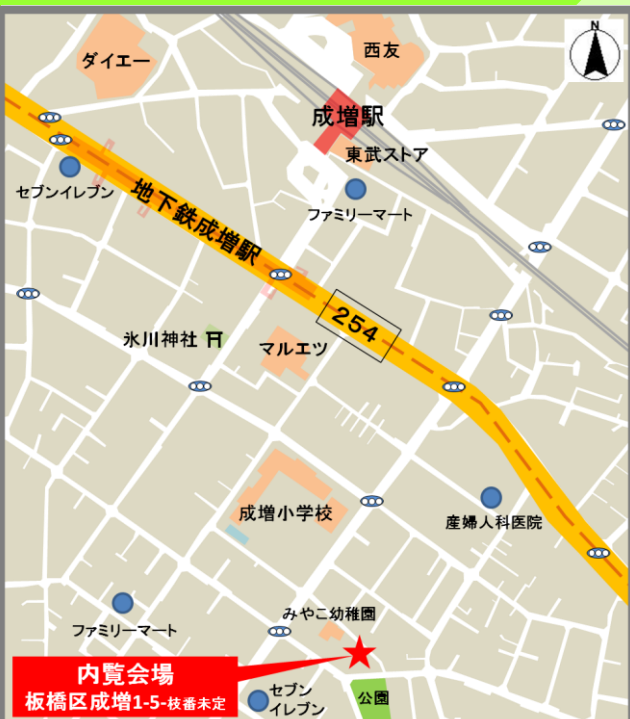 N
ダイエー
西友
成増駅
東武ストア
セブンイレブン
ファミリーマート
地下鉄成増駅
254
氷川神社
マルエツ
成増小学校
産婦人科医院
みやこ幼稚園
ファミリーマート
内覧会場
板橋区成増1-5-枝番未定
セブン
イレブン
公園